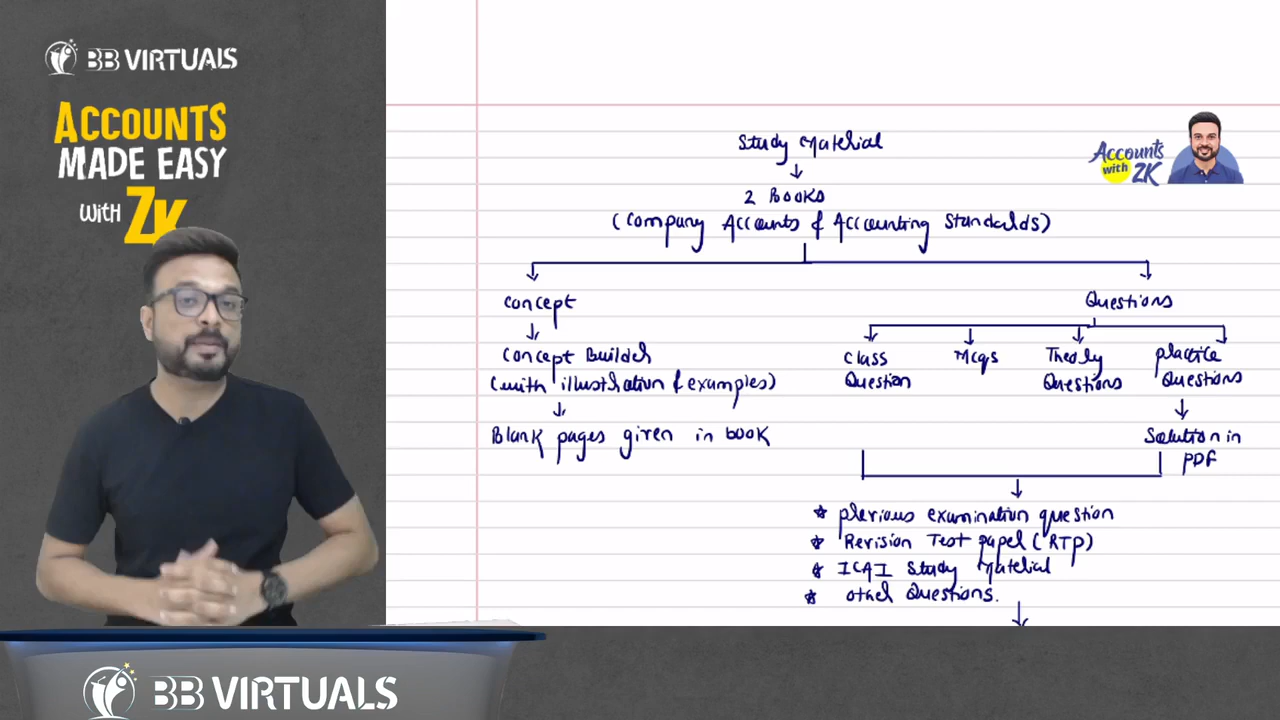 BB VIRTUALS
ACCOUNTS
MADE EASY
WITH ZK
Study Material
2 Books
(Company Accounts & Accounting Standards)
Concept
Questions
Concept Builder
(with illustration & examples)
Blank pages given in book
Class
Question
MCQs
Theory
Questions
Practice
Questions
Solution in
PDF
* Previous examination question
* Revision Test paper (RTP)
* ICAI Study Material
* Other Questions.
Accounts
with ZK
BB VIRTUALS